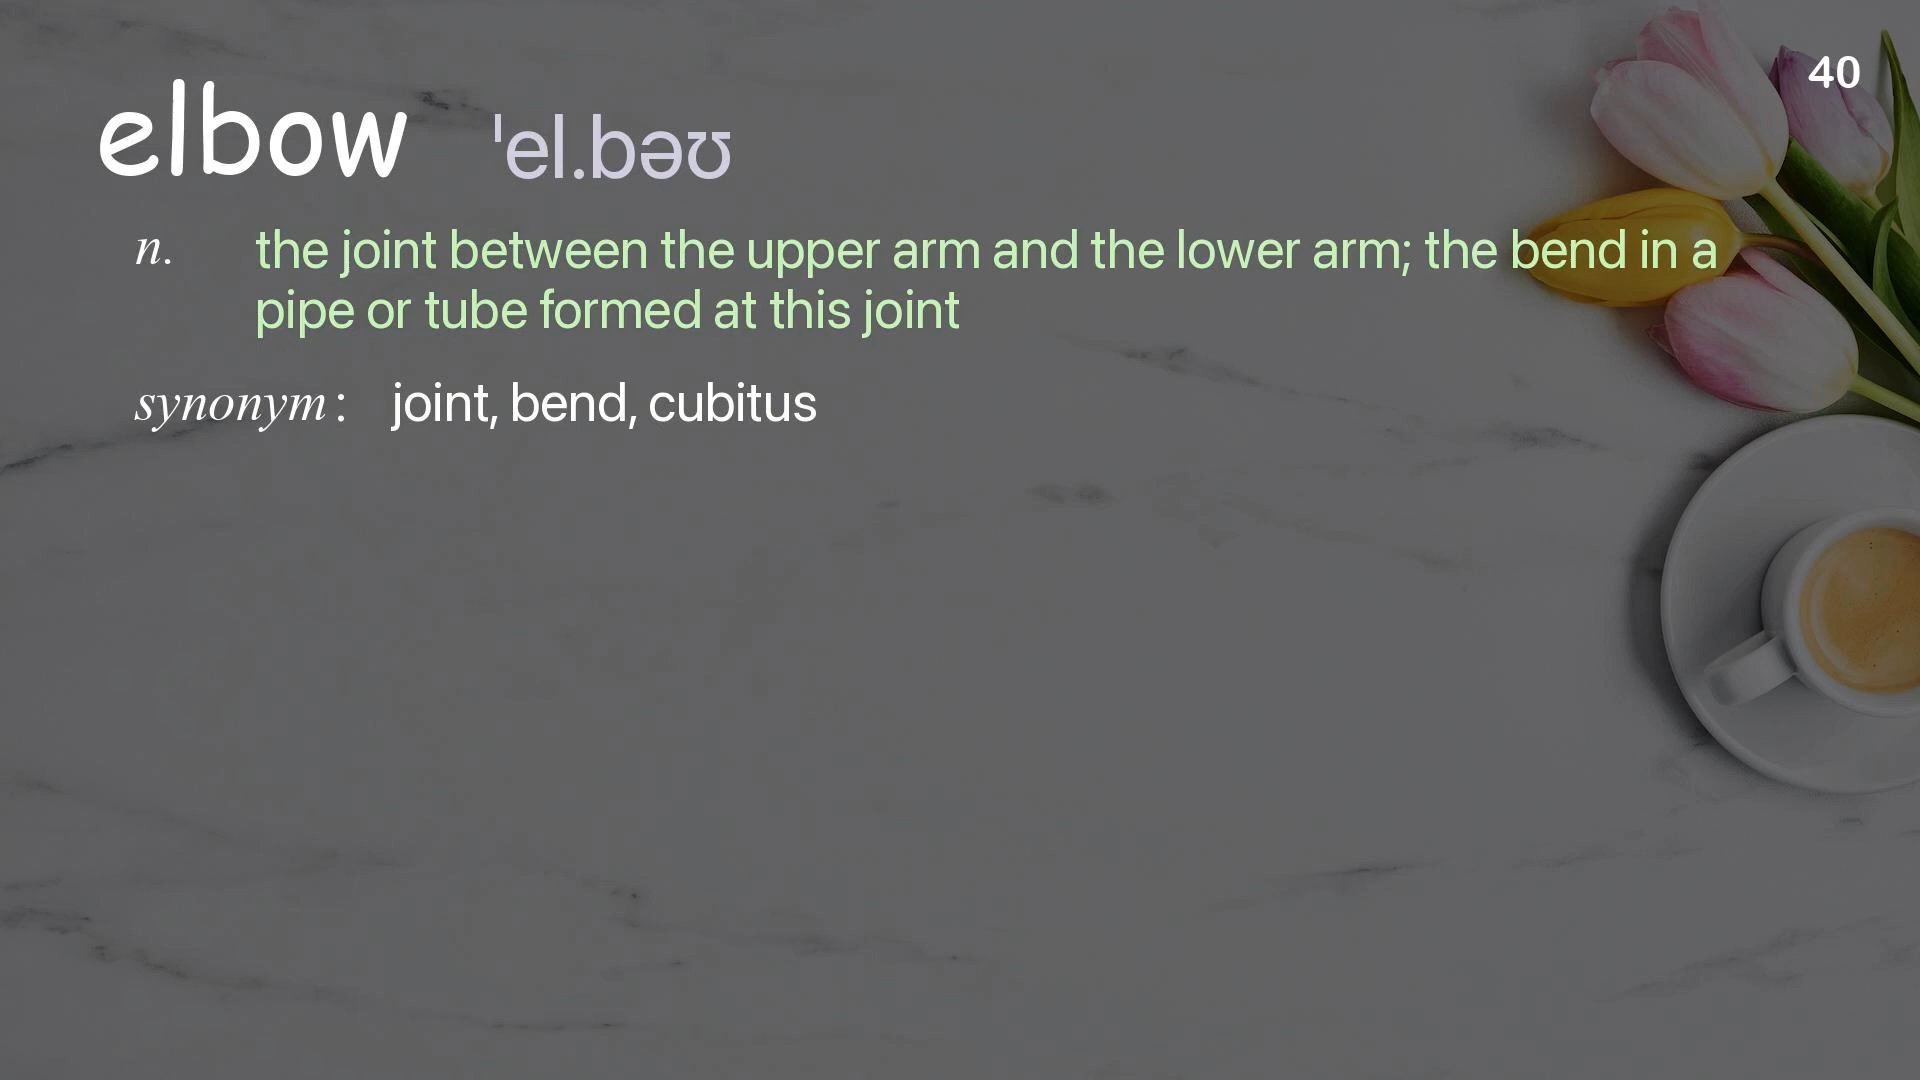 40
elbow ˈel.bəʊ
n. the joint between the upper arm and the lower arm; the bend in a
pipe or tube formed at this joint
synonym: joint, bend, cubitus